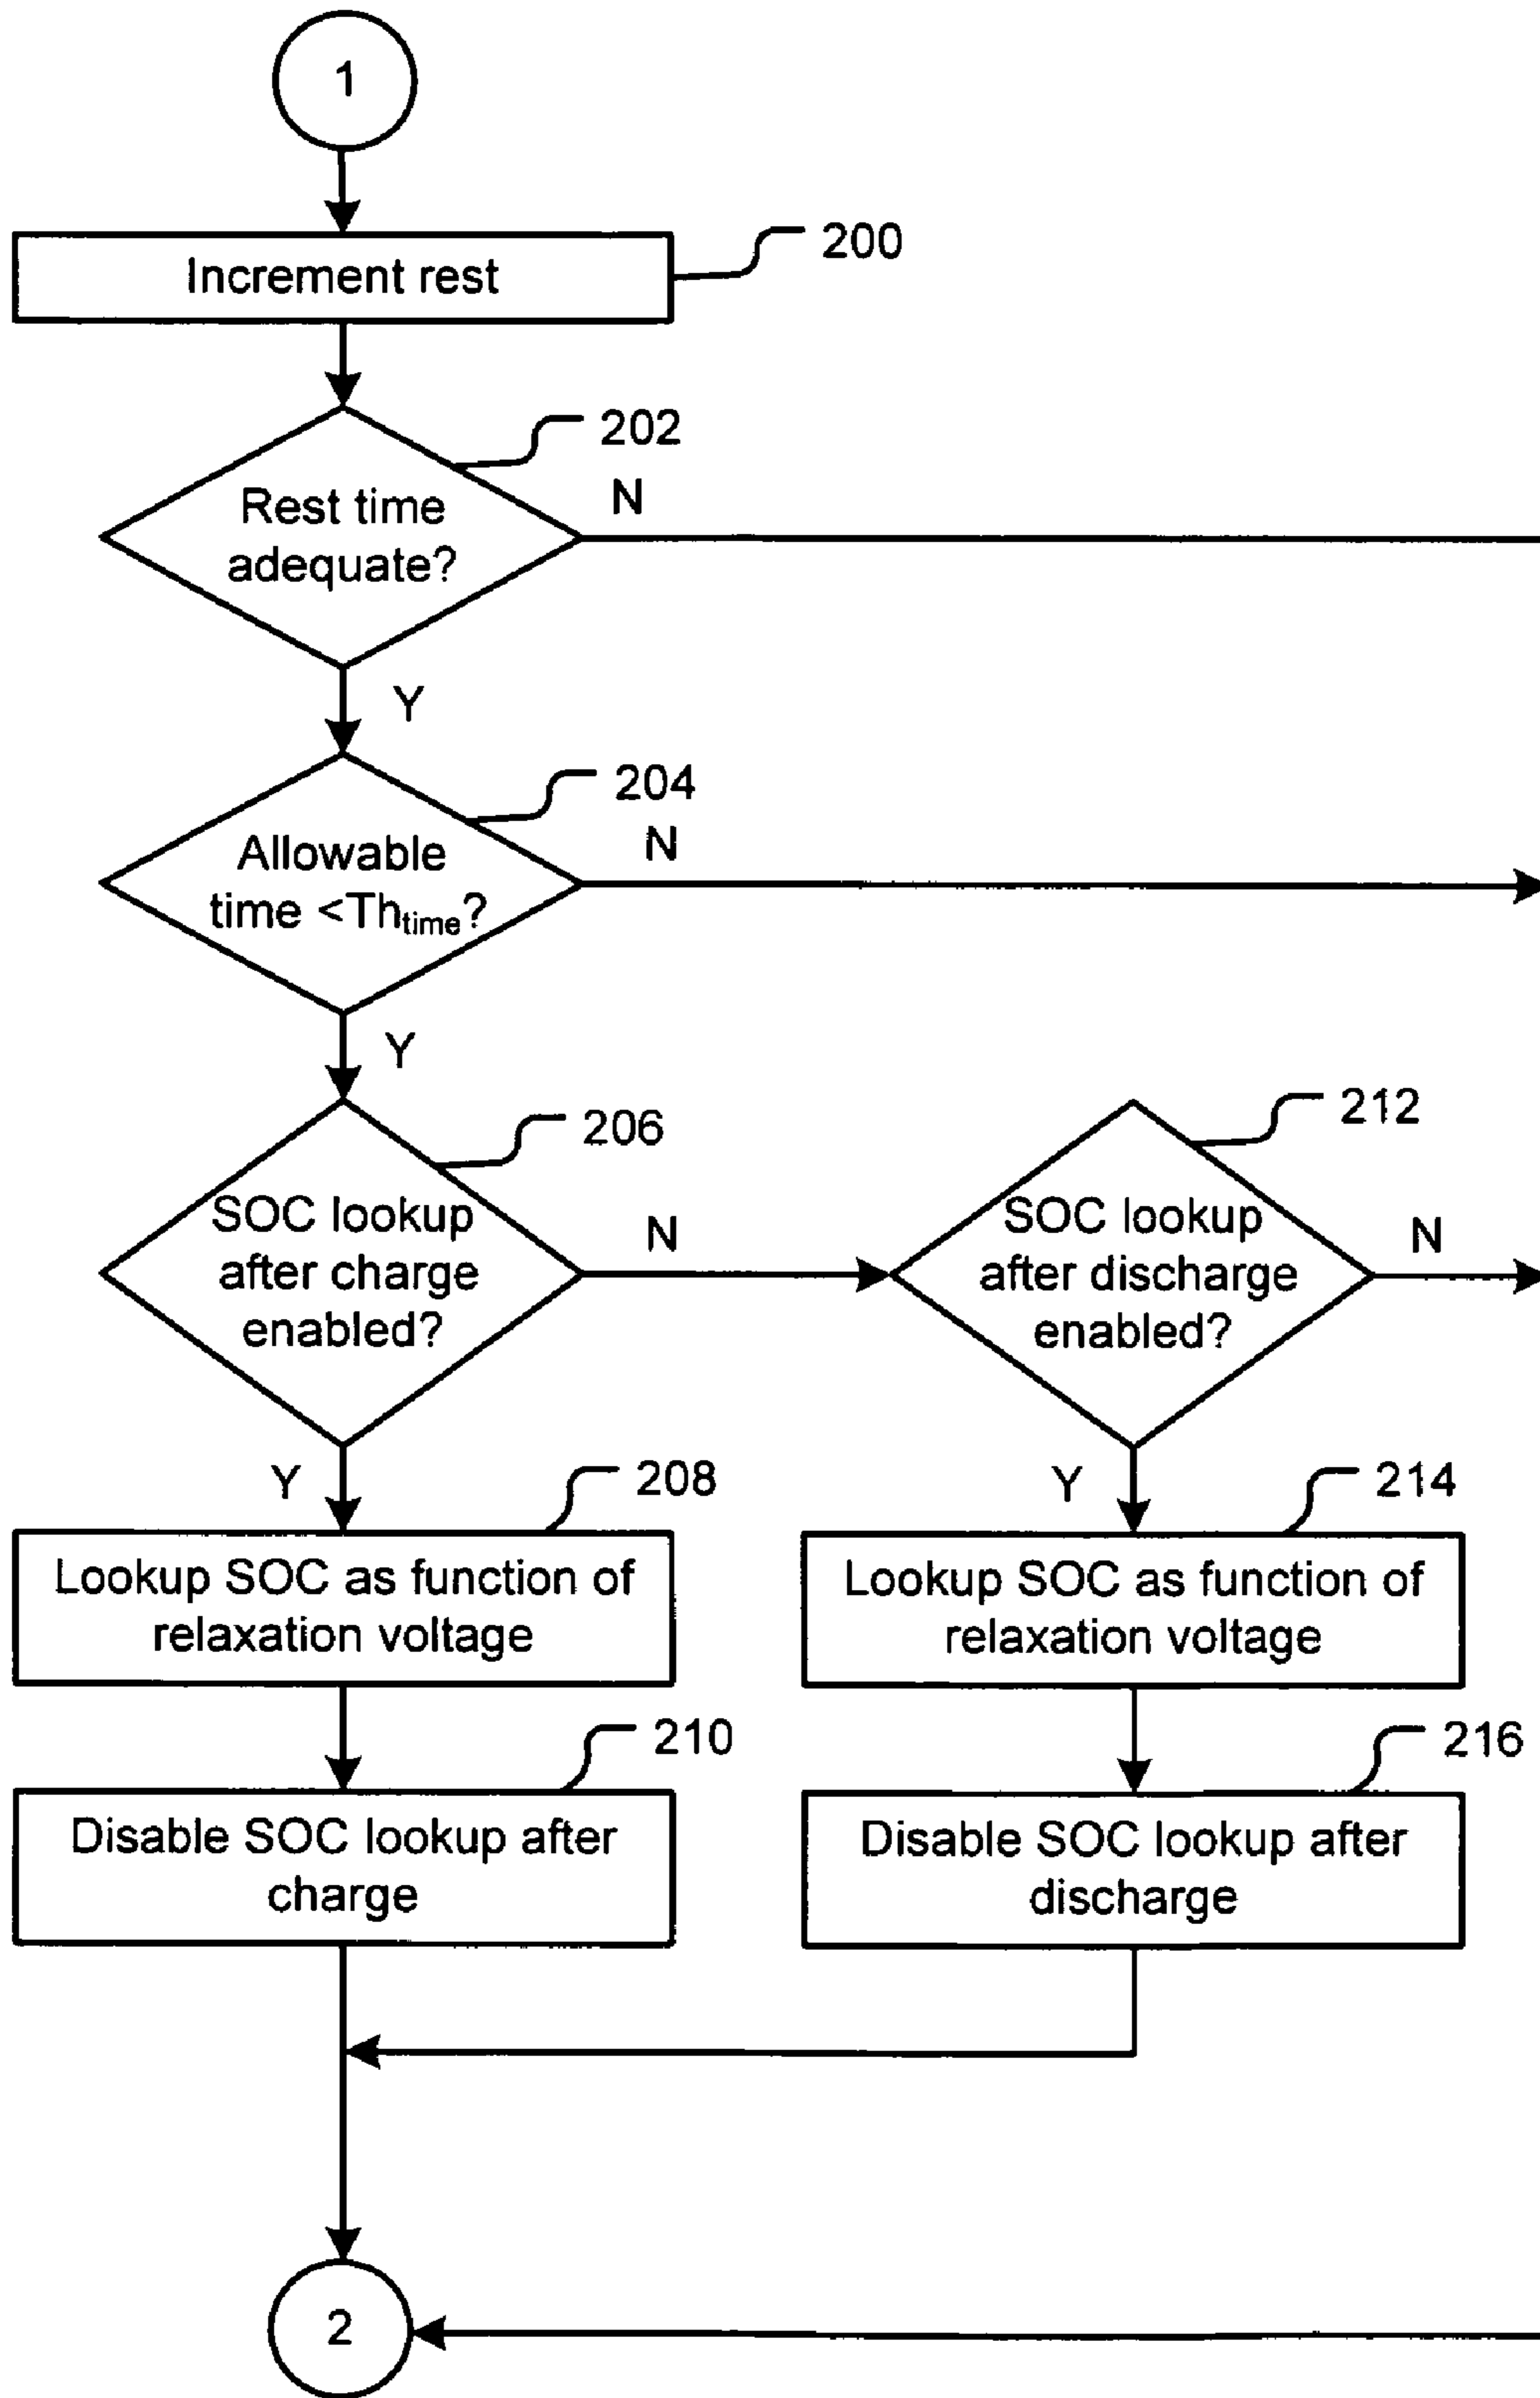 1
Increment rest
200
202
Rest time
adequate?
N
Y
204
Allowable
time <Th_time?
N
Y
206
SOC lookup
after charge
enabled?
N
212
SOC lookup
after discharge
enabled?
N
Y
208
Lookup SOC as function of
relaxation voltage
Y
214
Lookup SOC as function of
relaxation voltage
210
Disable SOC lookup after
charge
216
Disable SOC lookup after
discharge
2